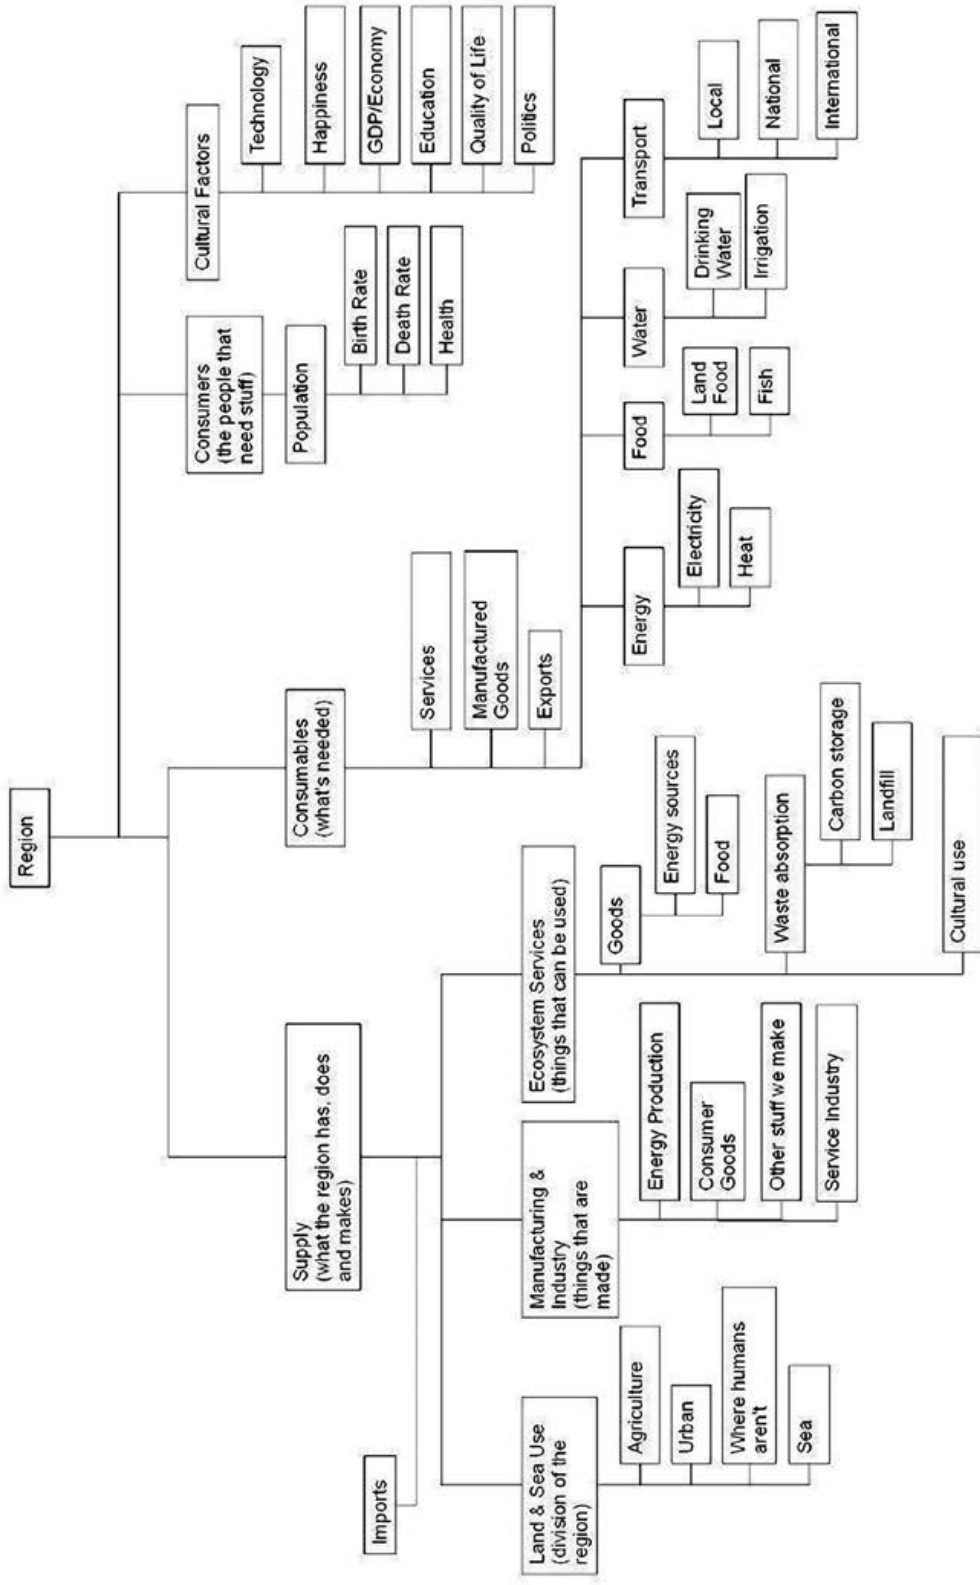 Region
Supply
(what the region has, does
and makes)
Imports
Land & Sea Use
(division of the
region)
Agriculture
Urban
Where humans
aren't
Sea
Manufacturing &
Industry
(things that are
made)
Energy Production
Consumer
Goods
Other stuff we make
Service Industry
Ecosystem Services
(things that can be used)
Goods
Energy sources
Food
Waste absorption
Carbon storage
Landfill
Cultural use
Consumables
(what's needed)
Services
Manufactured
Goods
Exports
Energy
Electricity
Heat
Food
Land
Food
Fish
Water
Drinking
Water
Irrigation
Transport
Local
National
International
Consumers
(the people that
need stuff)
Population
Birth Rate
Death Rate
Health
Cultural Factors
Technology
Happiness
GDP/Economy
Education
Quality of Life
Politics